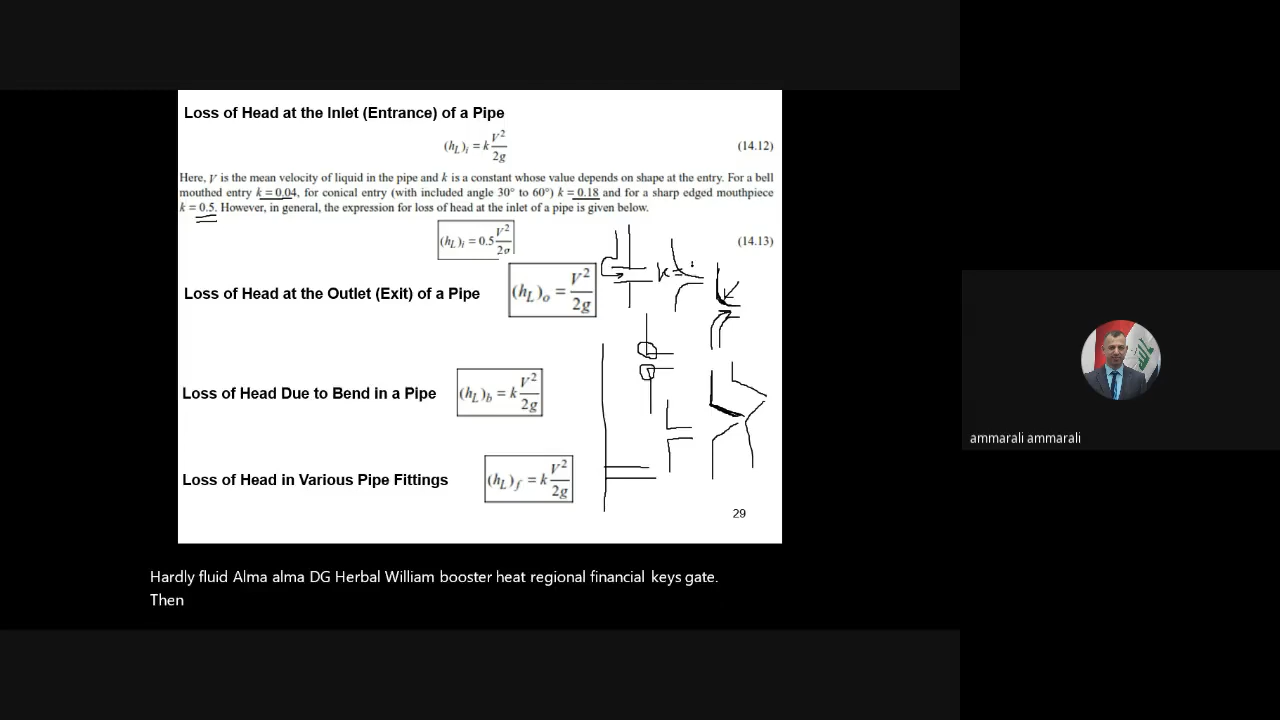 Loss of Head at the Inlet (Entrance) of a Pipe
(h_L)_i = k V²/2g (14.12)
Here, V is the mean velocity of liquid in the pipe and k is a constant whose value depends on shape at the entry. For a bell
mouthed entry k = 0.04, for conical entry (with included angle 30° to 60°) k = 0.18 and for a sharp edged mouthpiece
k = 0.5. However, in general, the expression for loss of head at the inlet of a pipe is given below.
(h_L)_i = 0.5 V²/2g (14.13)
k =
Loss of Head at the Outlet (Exit) of a Pipe (h_L)_o = V²/2g
Loss of Head Due to Bend in a Pipe (h_L)_b = k V²/2g
Loss of Head in Various Pipe Fittings (h_L)_f = k V²/2g
29
ammarali ammarali
Hardly fluid Alma alma DG Herbal William booster heat regional financial keys gate.
Then